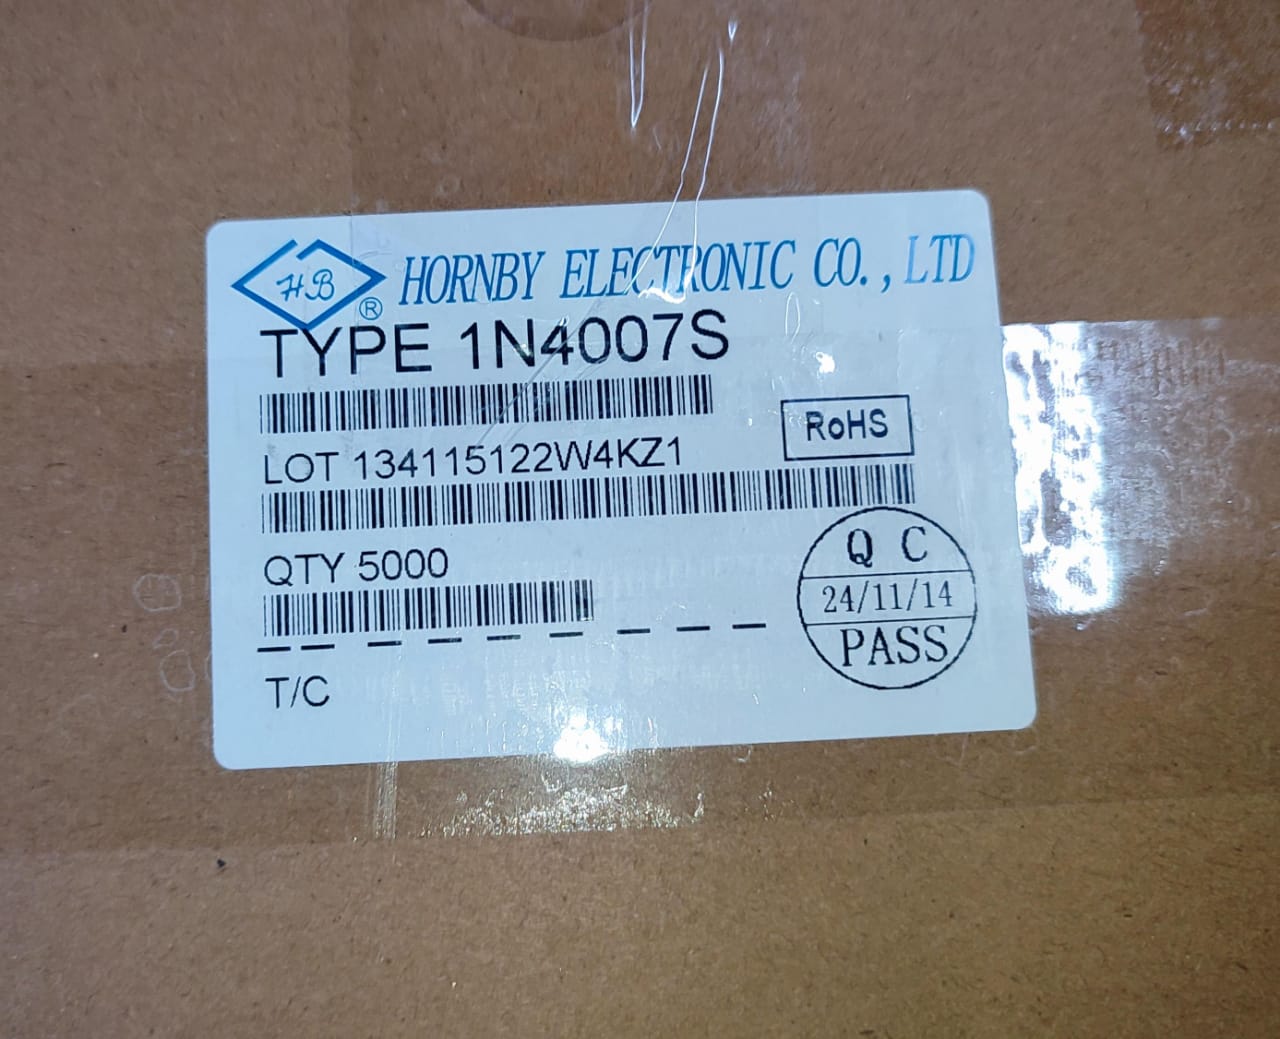 HB
®
HORNBY ELECTRONIC CO.,LTD
TYPE 1N4007S
RoHS
LOT 134115122W4KZ1
QTY 5000
Q C
24/11/14
PASS
T/C